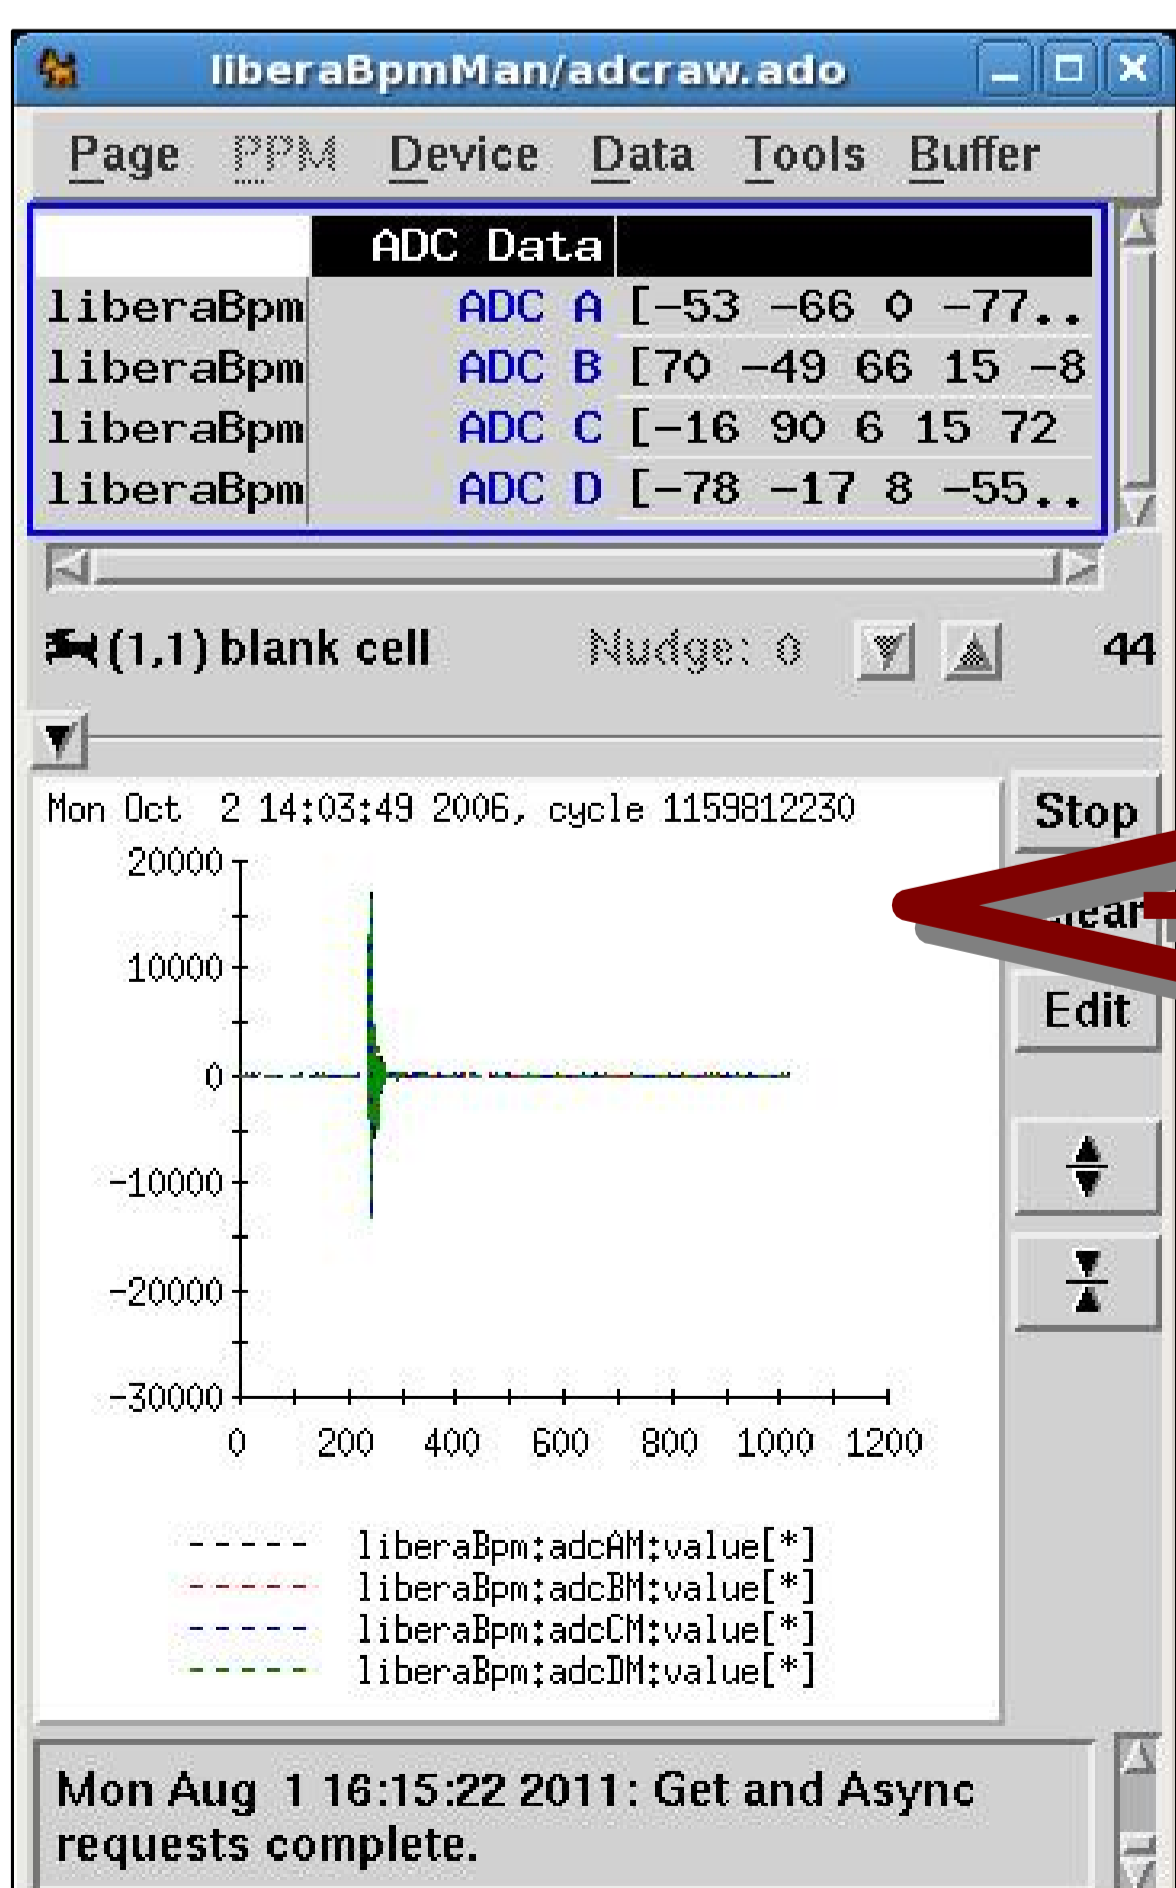 liberaBpmMan/adcraw.ado
Page PPM Device Data Tools Buffer
ADC Data
liberaBpm ADC A [-53 -66 0 -77..
liberaBpm ADC B [70 -49 66 15 -8
liberaBpm ADC C [-16 90 6 15 72
liberaBpm ADC D [-78 -17 8 -55..
(1,1) blank cell Nudge: 0 44
Mon Oct 2 14:03:49 2006, cycle 1159812230
Stop
Edit
20000
10000
0
-10000
-20000
-30000
0 200 400 600 800 1000 1200
liberaBpm:adcAM:value[*]
liberaBpm:adcBM:value[*]
liberaBpm:adcCM:value[*]
liberaBpm:adcDM:value[*]
Mon Aug 1 16:15:22 2011: Get and Async
requests complete.